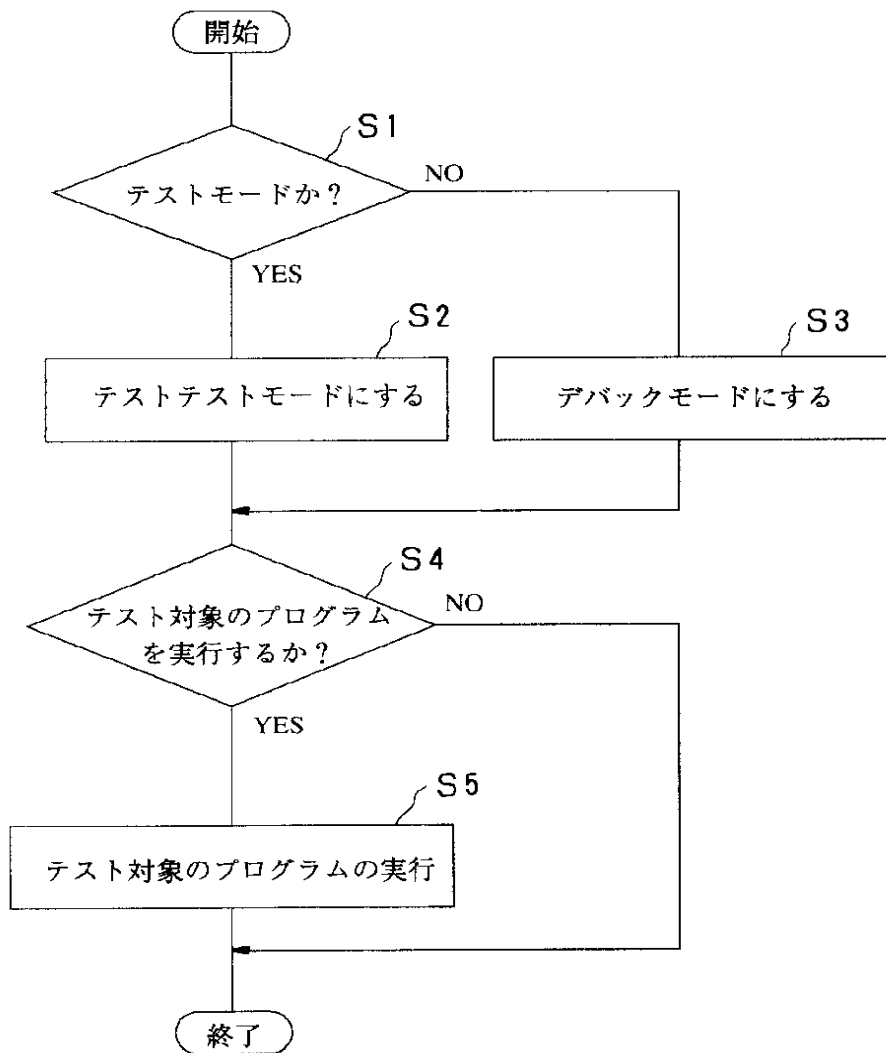 開始
S1
テストモードか？
NO
YES
S2
テストテストモードにする
S3
デバックモードにする
S4
テスト対象のプログラム
を実行するか？
NO
YES
S5
テスト対象のプログラムの実行
終了